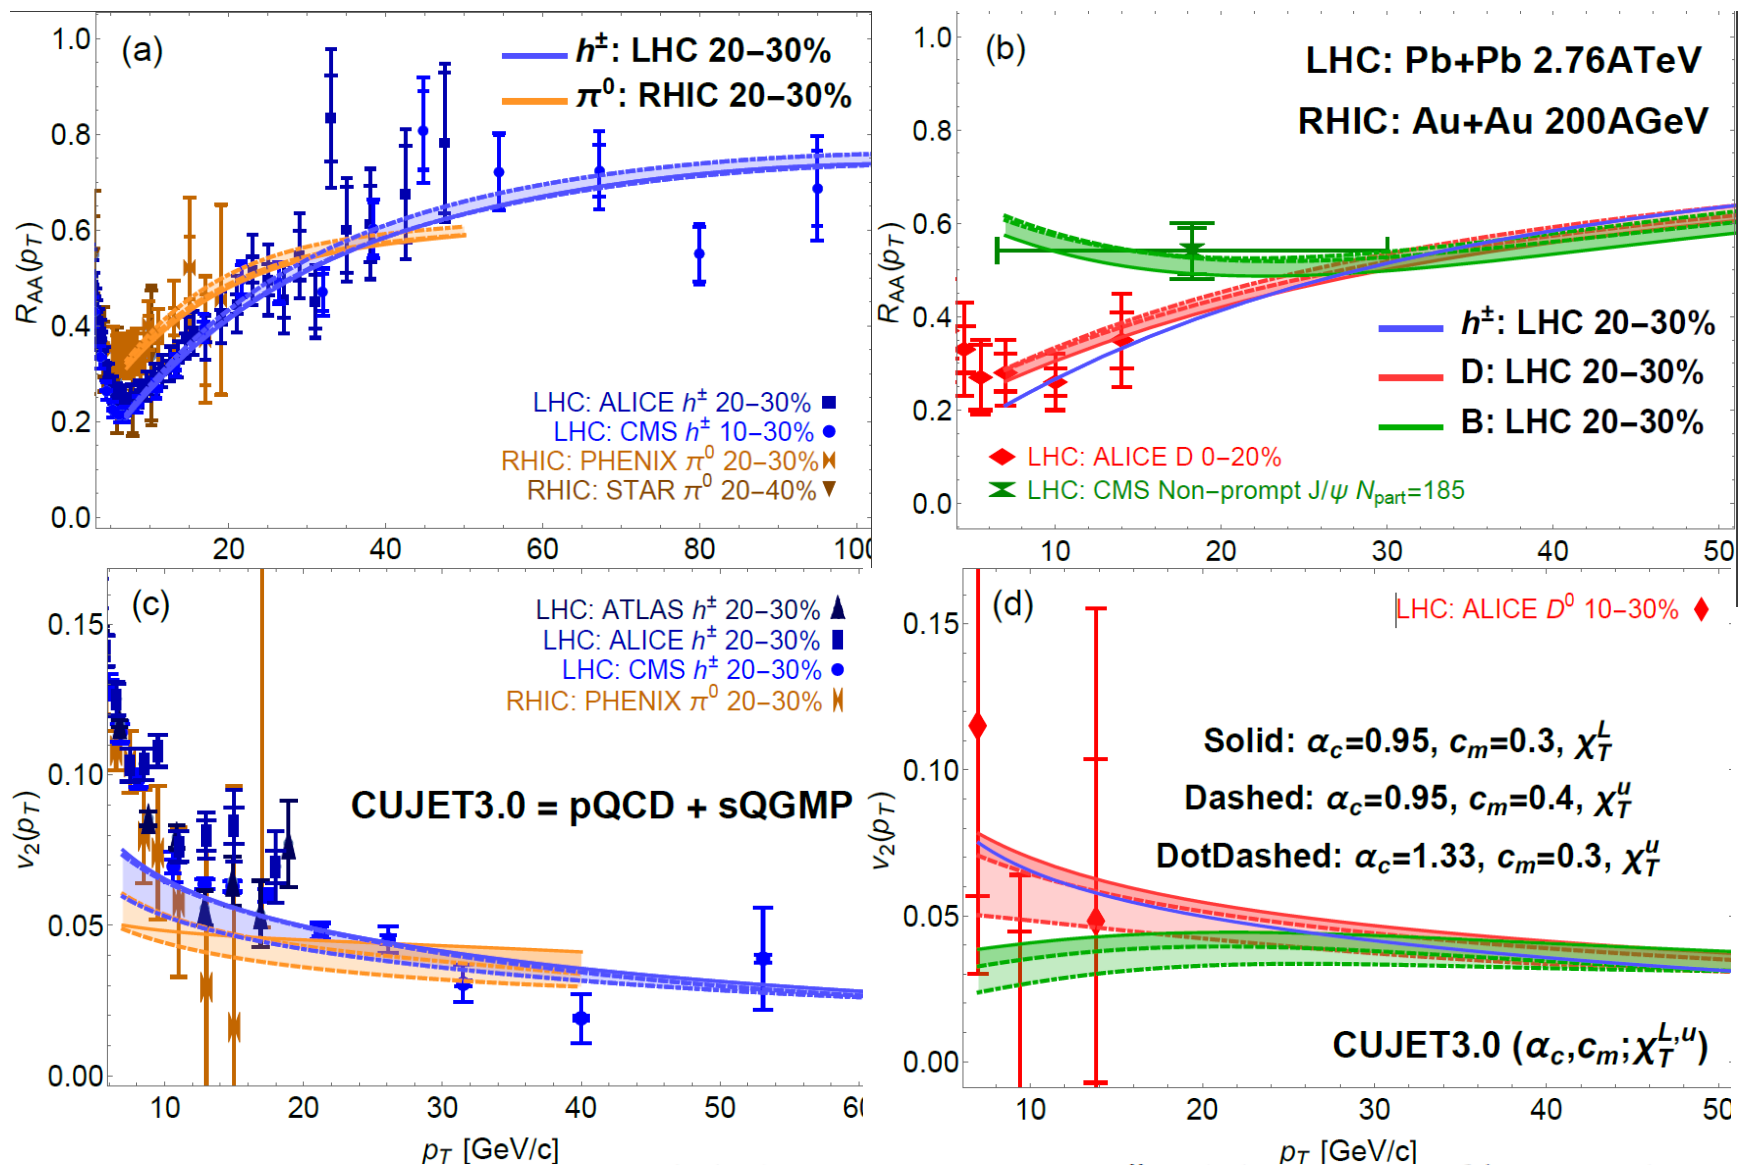 (a)
h±: LHC 20–30%
π0: RHIC 20–30%
1.0
0.8
0.6
0.4
0.2
0.0
RAA(pT)
LHC: ALICE h± 20–30%
LHC: CMS h± 10–30%
RHIC: PHENIX π0 20–30%
RHIC: STAR π0 20–40%
20
40
60
80
100
(b)
LHC: Pb+Pb 2.76ATeV
RHIC: Au+Au 200AGeV
1.0
0.8
0.6
0.4
0.2
0.0
RAA(pT)
h±: LHC 20–30%
D: LHC 20–30%
B: LHC 20–30%
LHC: ALICE D 0–20%
LHC: CMS Non–prompt J/ψ Npart=185
10
20
30
40
50
(c)
LHC: ATLAS h± 20–30%
LHC: ALICE h± 20–30%
LHC: CMS h± 20–30%
RHIC: PHENIX π0 20–30%
0.15
0.10
0.05
0.00
v2(pT)
CUJET3.0 = pQCD + sQGMP
10
20
30
40
50
60
pT [GeV/c]
(d)
LHC: ALICE D0 10–30%
0.15
0.10
0.05
0.00
v2(pT)
Solid: αc=0.95, cm=0.3, χTL
Dashed: αc=0.95, cm=0.4, χTu
DotDashed: αc=1.33, cm=0.3, χTu
CUJET3.0 (αc,cm;χTL,u)
10
20
30
40
50
pT [GeV/c]